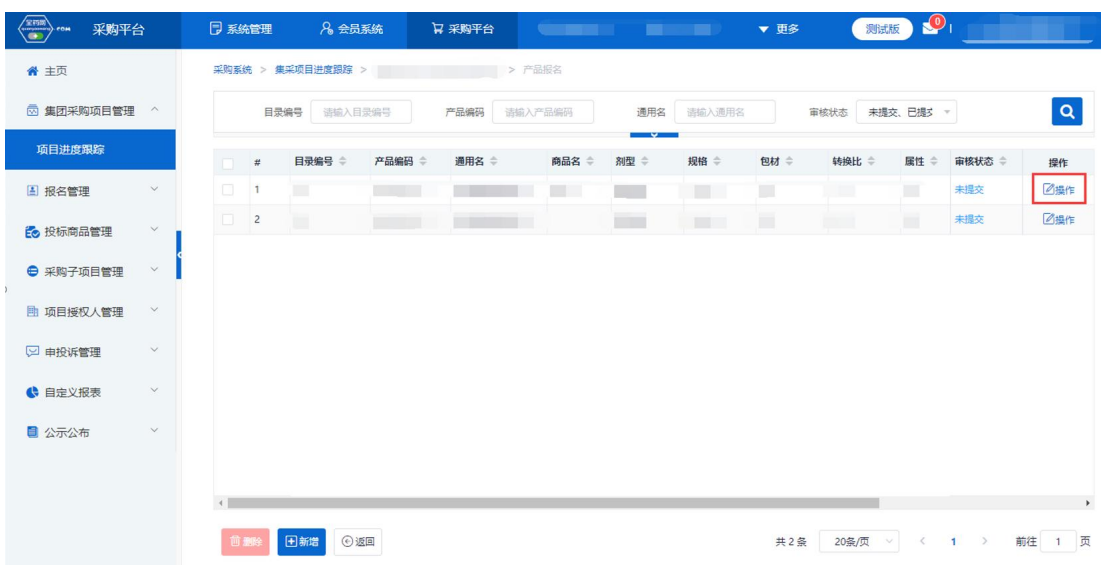 全药网 .COM 采购平台 系统管理 会员系统 采购平台 更多 测试版 0
主页
采购系统 > 集采项目进度跟踪 > > 产品报名
集团采购项目管理
目录编号 请输入目录编号 产品编码 请输入产品编码 通用名 请输入通用名 审核状态 未提交、已提交
项目进度跟踪
# 目录编号 产品编码 通用名 商品名 剂型 规格 包材 转换比 属性 审核状态 操作
报名管理
1 未提交 操作
投标商品管理
2 未提交 操作
采购子项目管理
项目授权人管理
申投诉管理
自定义报表
公示公布
删除 新增 返回 共 2 条 20条/页 < 1 > 前往 1 页